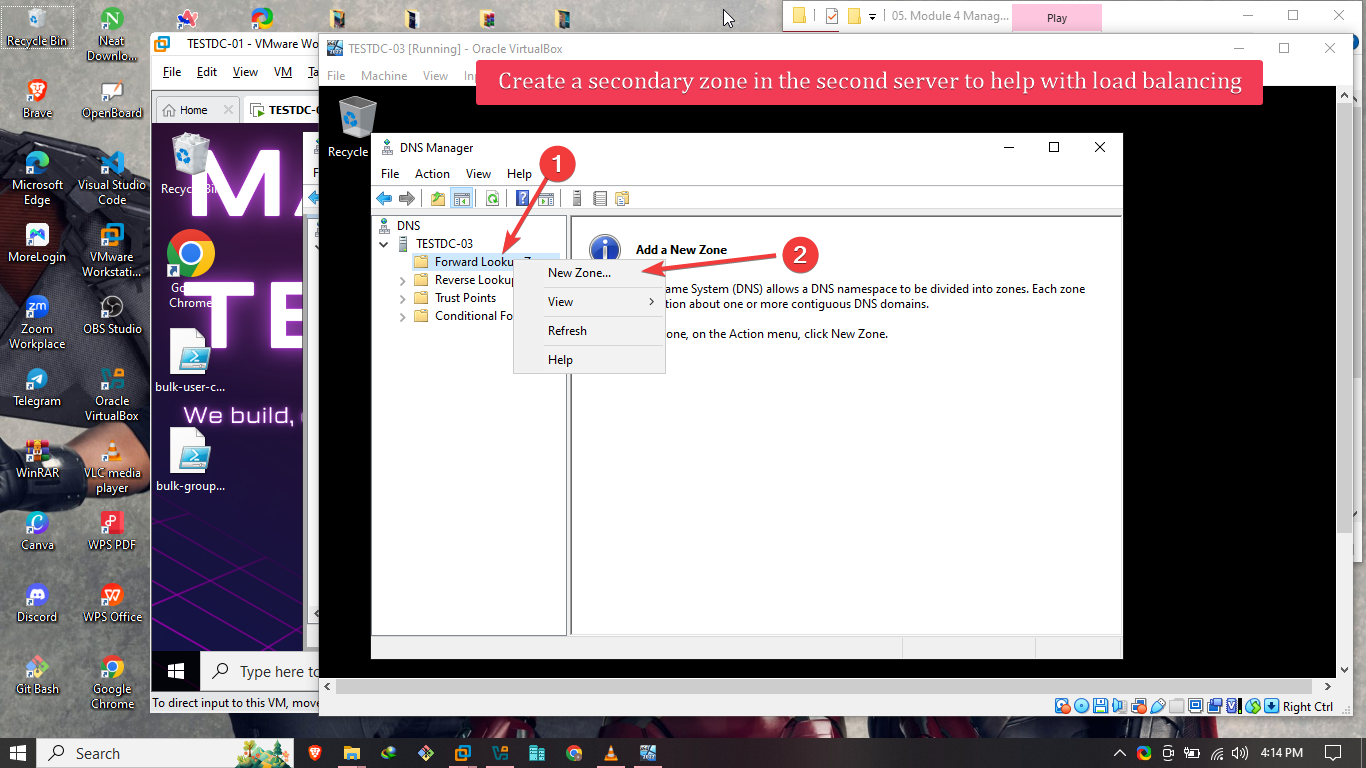 Recycle Bin
Neat
Downlo...
05. Module 4 Manag...
Play
TESTDC-01 - VMware Wo
TESTDC-03 [Running] - Oracle VirtualBox
File Edit View VM Ta
File Machine View In
Create a secondary zone in the second server to help with load balancing
Brave
OpenBoard
Home
TESTDC-0
Recycle
Recycle Bin
MA
TE
We build,
DNS Manager
1
File Action View Help
F
DNS
TESTDC-03
Forward Lookup Z
Reverse Lookup
Trust Points
Conditional Fo
New Zone...
View
Refresh
Help
2
Add a New Zone
ame System (DNS) allows a DNS namespace to be divided into zones. Each zone
tion about one or more contiguous DNS domains.
one, on the Action menu, click New Zone.
Microsoft
Edge
Visual Studio
Code
MoreLogin
VMware
Workstati...
Google
Chrome
Zoom
Workplace
OBS Studio
bulk-user-c...
Telegram
Oracle
VirtualBox
WinRAR
VLC media
player
bulk-group...
Canva
WPS PDF
Discord
WPS Office
Git Bash
Google
Chrome
Type here to
To direct input to this VM, move
Right Ctrl
Search
4:14 PM